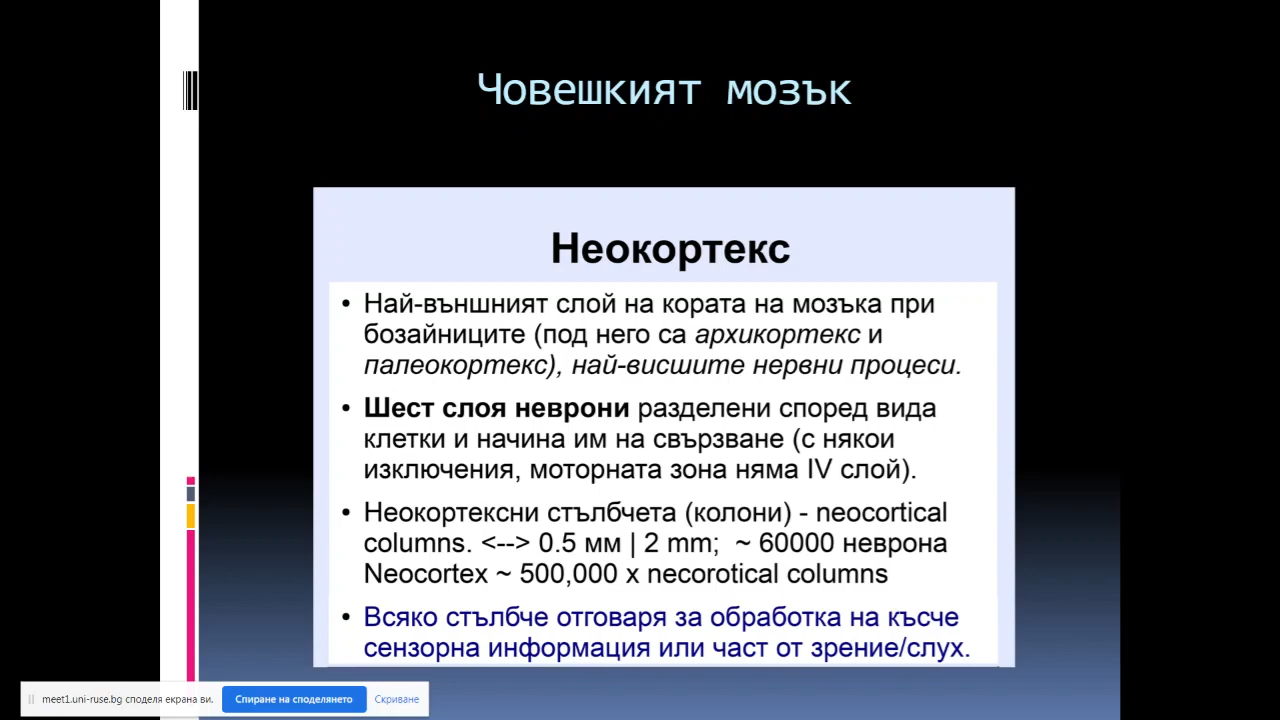 Човешкият мозък
Неокортекс
• Най-външният слой на кората на мозъка при
бозайниците (под него са архикортекс и
палеокортекс), най-висшите нервни процеси.
• Шест слоя неврони разделени според вида
клетки и начина им на свързване (с някои
изключения, моторната зона няма IV слой).
• Неокортексни стълбчета (колони) - neocortical
columns. <--> 0.5 мм | 2 mm; ~ 60000 неврона
Neocortex ~ 500,000 x necorotical columns
• Всяко стълбче отговаря за обработка на късче
сензорна информация или част от зрение/слух.
meet1.uni-ruse.bg споделя екрана ви. Спиране на споделянето Скриване